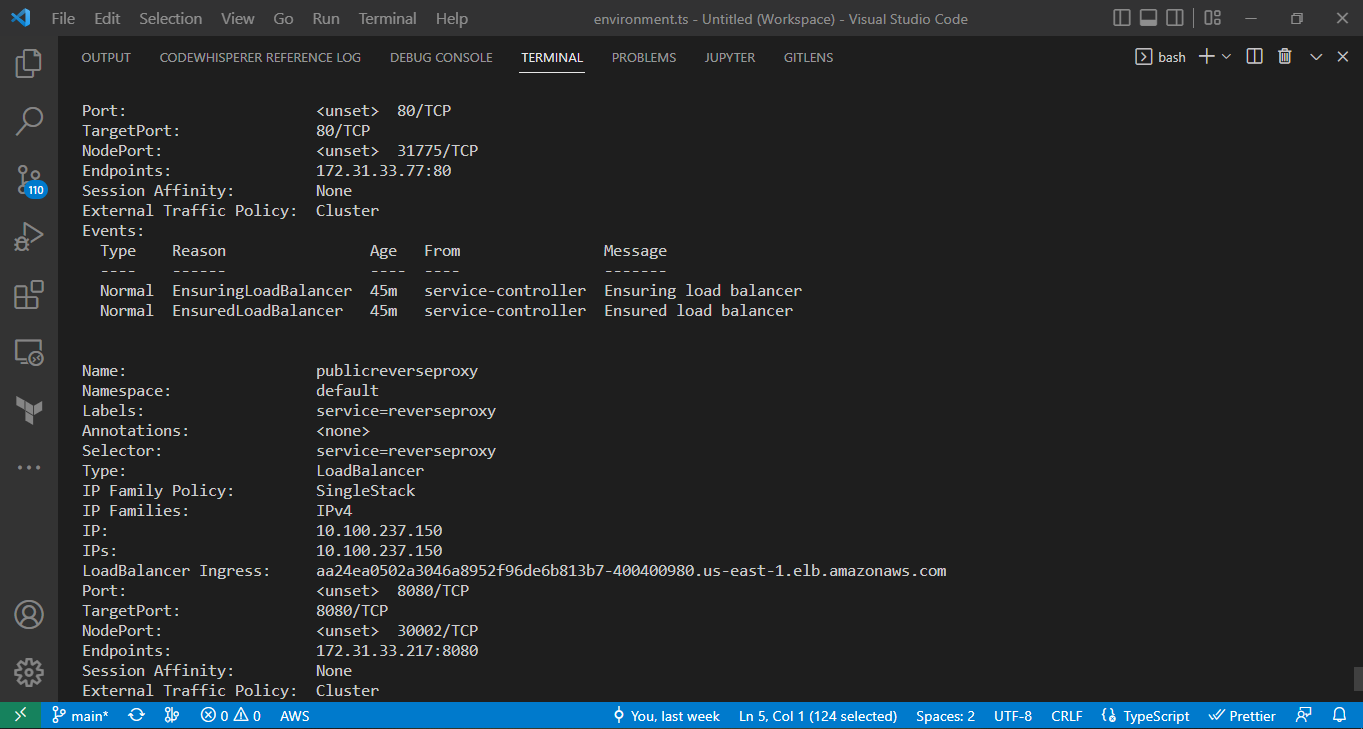 File Edit Selection View Go Run Terminal Help environment.ts - Untitled (Workspace) - Visual Studio Code
OUTPUT CODEWHISPERER REFERENCE LOG DEBUG CONSOLE TERMINAL PROBLEMS JUPYTER GITLENS bash
110
Port: <unset> 80/TCP
TargetPort: 80/TCP
NodePort: <unset> 31775/TCP
Endpoints: 172.31.33.77:80
Session Affinity: None
External Traffic Policy: Cluster
Events:
Type Reason Age From Message
---- ------ ---- ---- -------
Normal EnsuringLoadBalancer 45m service-controller Ensuring load balancer
Normal EnsuredLoadBalancer 45m service-controller Ensured load balancer
Name: publicreverseproxy
Namespace: default
Labels: service=reverseproxy
Annotations: <none>
Selector: service=reverseproxy
Type: LoadBalancer
IP Family Policy: SingleStack
IP Families: IPv4
IP: 10.100.237.150
IPs: 10.100.237.150
LoadBalancer Ingress: aa24ea0502a3046a8952f96de6b813b7-400400980.us-east-1.elb.amazonaws.com
Port: <unset> 8080/TCP
TargetPort: 8080/TCP
NodePort: <unset> 30002/TCP
Endpoints: 172.31.33.217:8080
Session Affinity: None
External Traffic Policy: Cluster
main* 0 0 AWS You, last week Ln 5, Col 1 (124 selected) Spaces: 2 UTF-8 CRLF TypeScript Prettier